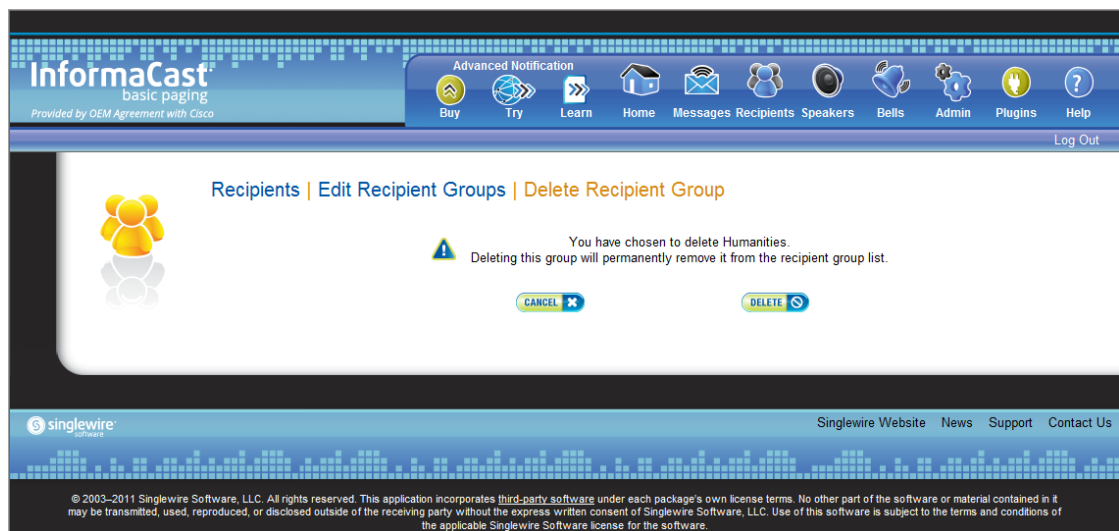 InformaCast
basic paging
Provided by OEM Agreement with Cisco
Advanced Notification
Buy
Try
Learn
Home
Messages
Recipients
Speakers
Bells
Admin
Plugins
Help
Log Out
Recipients | Edit Recipient Groups | Delete Recipient Group
You have chosen to delete Humanities.
Deleting this group will permanently remove it from the recipient group list.
CANCEL
DELETE
singlewire
software
Singlewire Website
News
Support
Contact Us
© 2003–2011 Singlewire Software, LLC. All rights reserved. This application incorporates third-party software under each package's own license terms. No other part of the software or material contained in it
may be transmitted, used, reproduced, or disclosed outside of the receiving party without the express written consent of Singlewire Software, LLC. Use of this software is subject to the terms and conditions of
the applicable Singlewire Software license for the software.